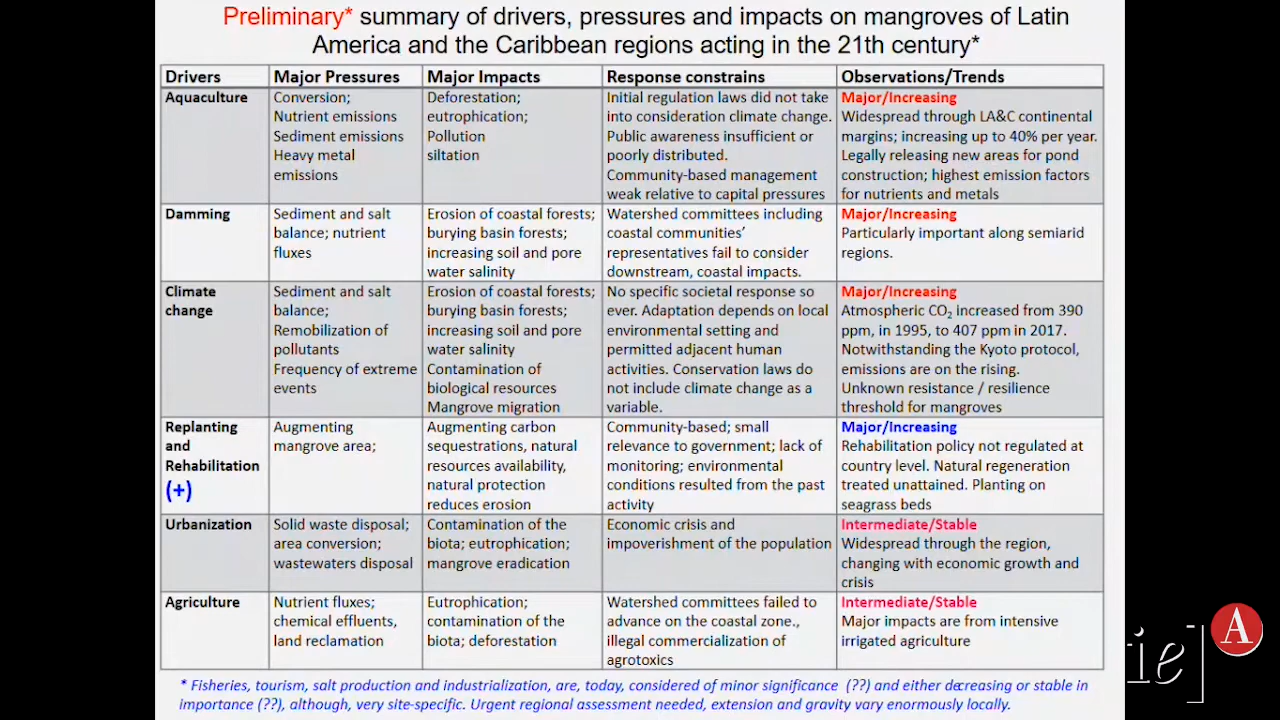 Preliminary* summary of drivers, pressures and impacts on mangroves of Latin
America and the Caribbean regions acting in the 21th century*
Drivers
Major Pressures
Major Impacts
Response constrains
Observations/Trends
Aquaculture
Conversion;
Nutrient emissions
Sediment emissions
Heavy metal
emissions
Deforestation;
eutrophication;
Pollution
siltation
Initial regulation laws did not take
into consideration climate change.
Public awareness insufficient or
poorly distributed.
Community-based management
weak relative to capital pressures
Major/Increasing
Widespread through LA&C continental
margins; increasing up to 40% per year.
Legally releasing new areas for pond
construction; highest emission factors
for nutrients and metals
Damming
Sediment and salt
balance; nutrient
fluxes
Erosion of coastal forests;
burying basin forests;
increasing soil and pore
water salinity
Watershed committees including
coastal communities’
representatives fail to consider
downstream, coastal impacts.
Major/Increasing
Particularly important along semiarid
regions.
Climate
change
Sediment and salt
balance;
Remobilization of
pollutants
Frequency of extreme
events
Erosion of coastal forests;
burying basin forests;
increasing soil and pore
water salinity
Contamination of
biological resources
Mangrove migration
No specific societal response so
ever. Adaptation depends on local
environmental setting and
permitted adjacent human
activities. Conservation laws do
not include climate change as a
variable.
Major/Increasing
Atmospheric CO₂ increased from 390
ppm, in 1995, to 407 ppm in 2017.
Notwithstanding the Kyoto protocol,
emissions are on the rising.
Unknown resistance / resilience
threshold for mangroves
Replanting
and
Rehabilitation
(+)
Augmenting
mangrove area;
Augmenting carbon
sequestrations, natural
resources availability,
natural protection
reduces erosion
Community-based; small
relevance to government; lack of
monitoring; environmental
conditions resulted from the past
activity
Major/Increasing
Rehabilitation policy not regulated at
country level. Natural regeneration
treated unattained. Planting on
seagrass beds
Urbanization
Solid waste disposal;
area conversion;
wastewaters disposal
Contamination of the
biota; eutrophication;
mangrove eradication
Economic crisis and
impoverishment of the population
Intermediate/Stable
Widespread through the region,
changing with economic growth and
crisis
Agriculture
Nutrient fluxes;
chemical effluents,
land reclamation
Eutrophication;
contamination of the
biota; deforestation
Watershed committees failed to
advance on the coastal zone.,
illegal commercialization of
agrotoxics
Intermediate/Stable
Major impacts are from intensive
irrigated agriculture
* Fisheries, tourism, salt production and industrialization, are, today, considered of minor significance (??) and either decreasing or stable in
importance (??), although, very site-specific. Urgent regional assessment needed, extension and gravity vary enormously locally.
ie]
A